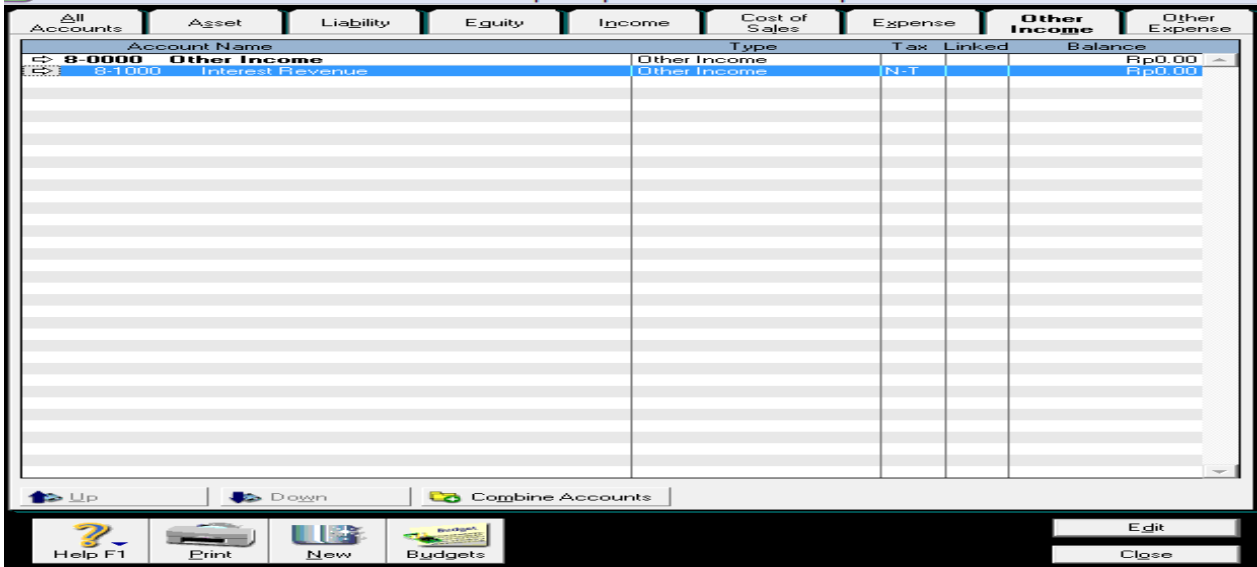 All Accounts Asset Liability Equity Income Cost of Sales Expense Other Income Other Expense
Account Name Type Tax Linked Balance
8-0000 Other Income Other Income Rp0.00
8-1000 Interest Revenue Other Income N-T Rp0.00
Up Down Combine Accounts
Budget
Edit
Help F1 Print New Budgets
Close